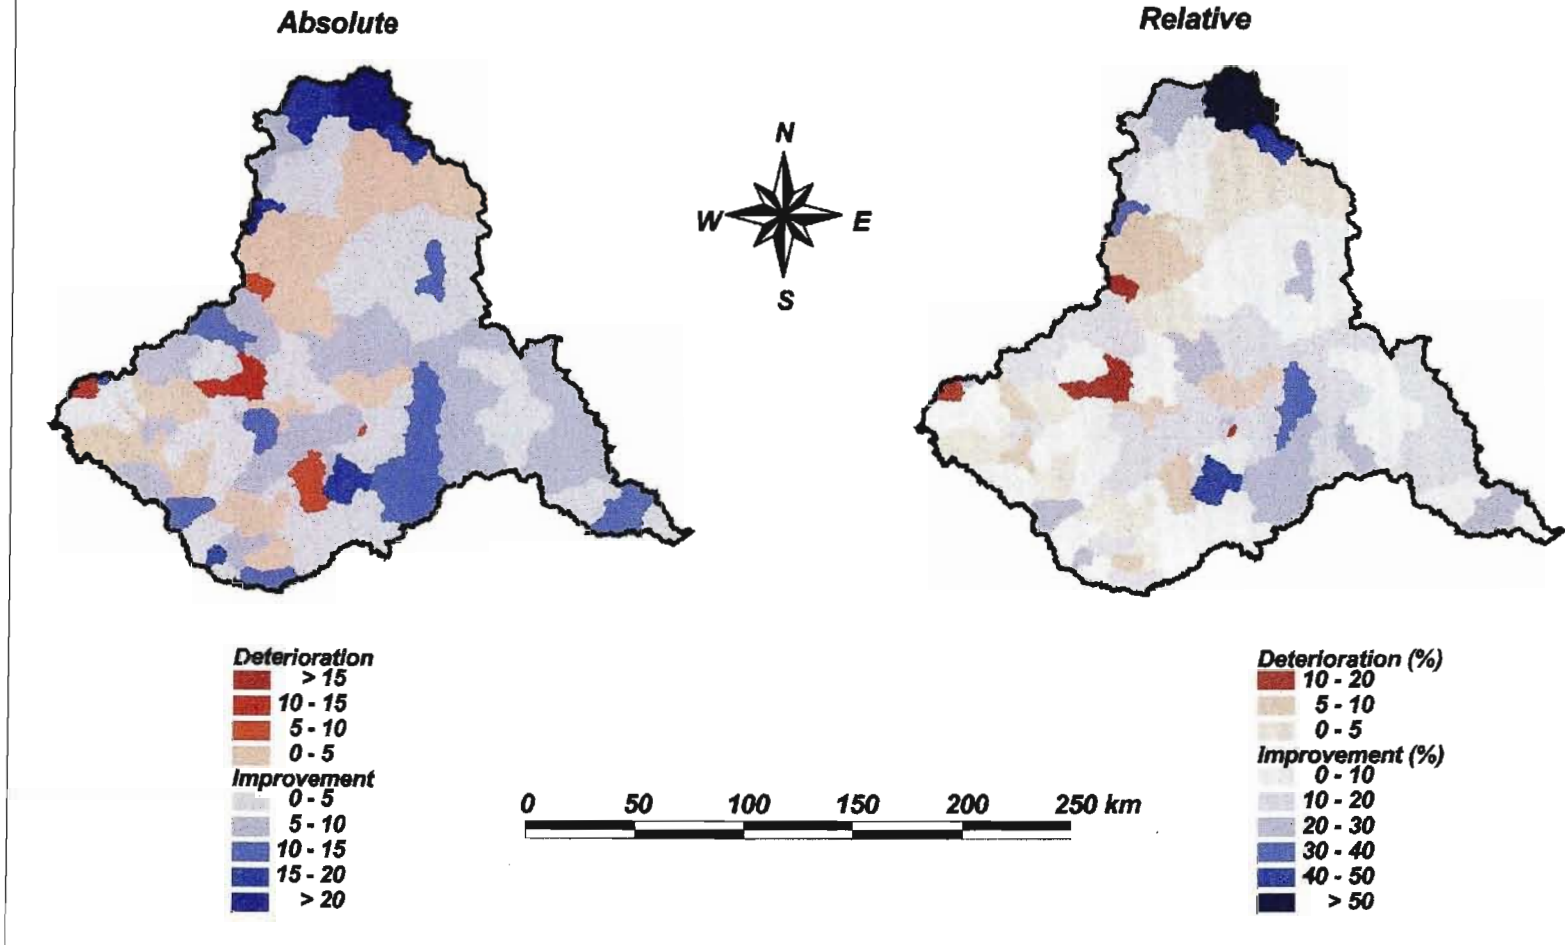 Absolute
Relative
N
W E
S
Deterioration
> 15
10 - 15
5 - 10
0 - 5
Improvement
0 - 5
5 - 10
10 - 15
15 - 20
> 20
0 50 100 150 200 250 km
Deterioration (%)
10 - 20
5 - 10
0 - 5
Improvement (%)
0 - 10
10 - 20
20 - 30
30 - 40
40 - 50
> 50